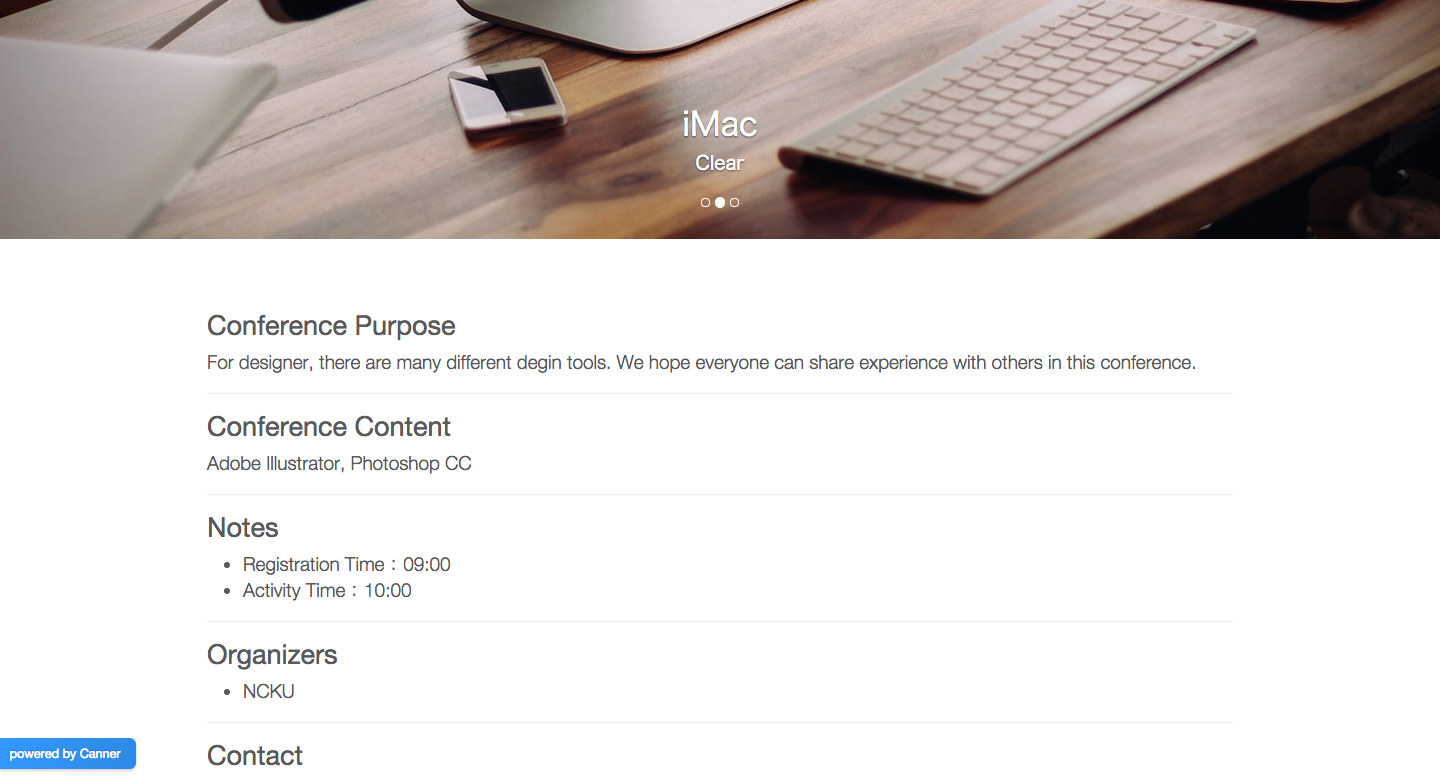 iMac
Clear
Conference Purpose
For designer, there are many different degin tools. We hope everyone can share experience with others in this conference.
Conference Content
Adobe Illustrator, Photoshop CC
Notes
• Registration Time：09:00
• Activity Time：10:00
Organizers
• NCKU
powered by Canner
Contact